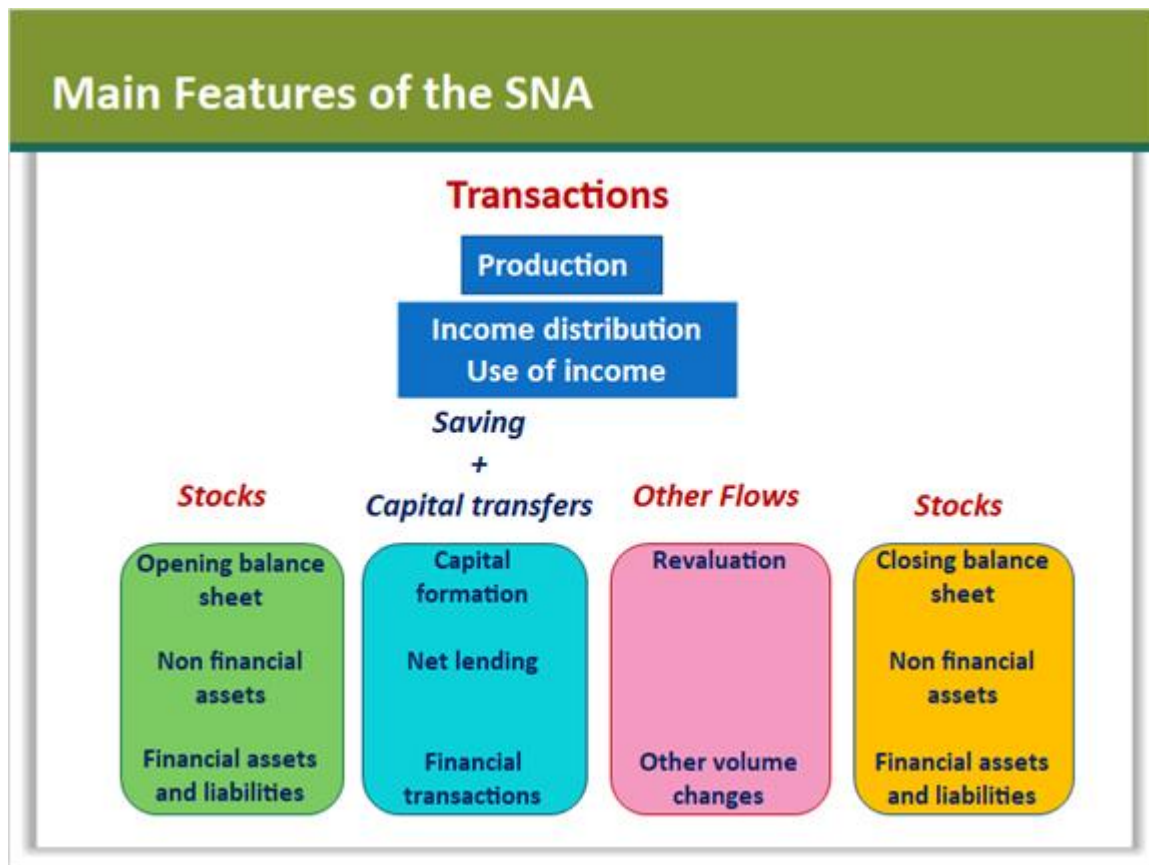 Main Features of the SNA
Transactions
Production
Income distribution
Use of income
Saving
+
Capital transfers
Stocks
Opening balance
sheet
Non financial
assets
Financial assets
and liabilities
Capital
formation
Net lending
Financial
transactions
Other Flows
Revaluation
Other volume
changes
Stocks
Closing balance
sheet
Non financial
assets
Financial assets
and liabilities